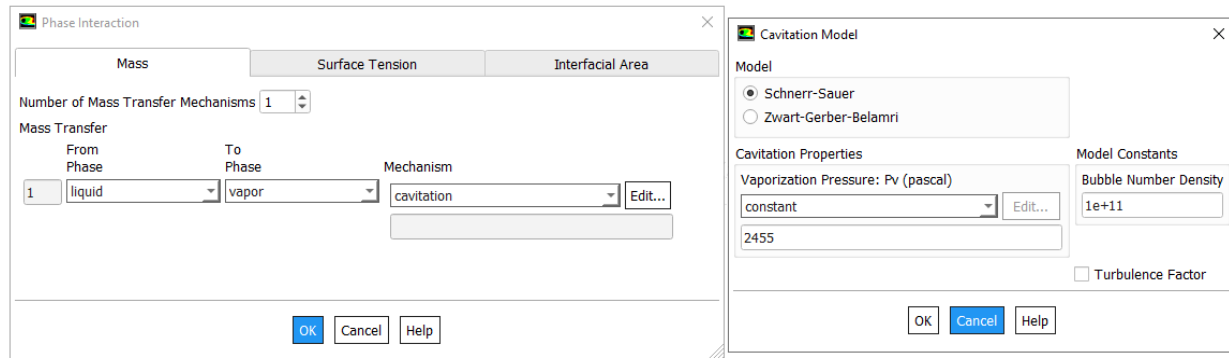 Phase Interaction
Mass
Surface Tension
Interfacial Area
Number of Mass Transfer Mechanisms 1
Mass Transfer
From
Phase
To
Phase
Mechanism
1 liquid vapor cavitation Edit...
OK Cancel Help
Cavitation Model
Model
Schnerr-Sauer
Zwart-Gerber-Belamri
Cavitation Properties
Vaporization Pressure: Pv (pascal)
constant Edit...
2455
Model Constants
Bubble Number Density
1e+11
Turbulence Factor
OK Cancel Help